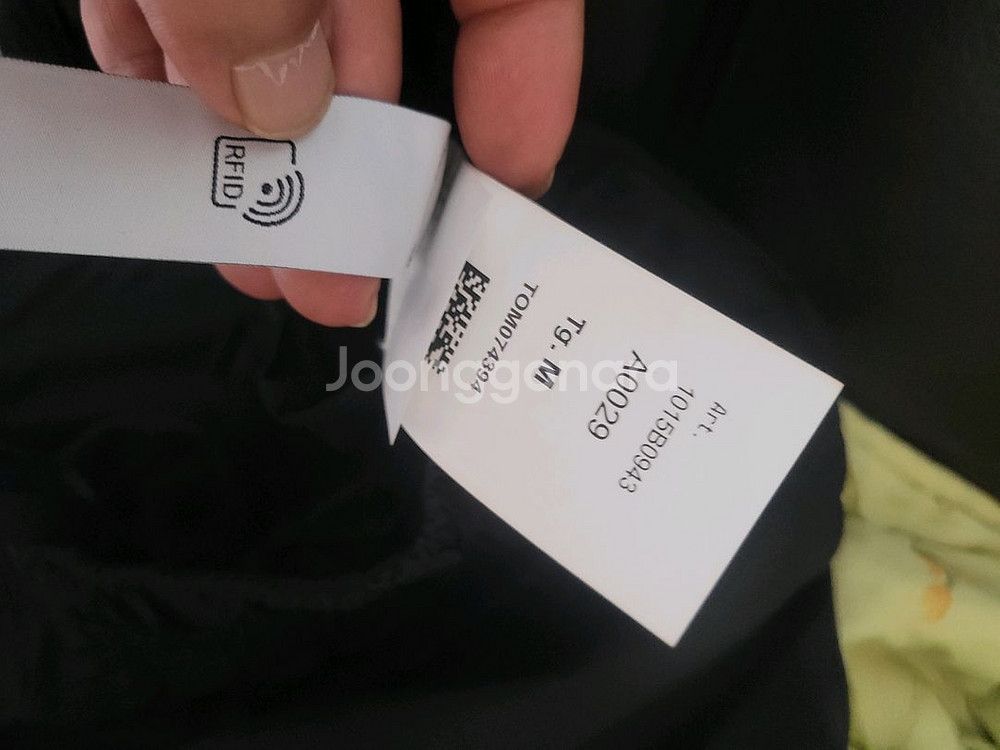 RFID
Art.
1015B0943
A0029
Tg. M
TOM074394
Joonggonara